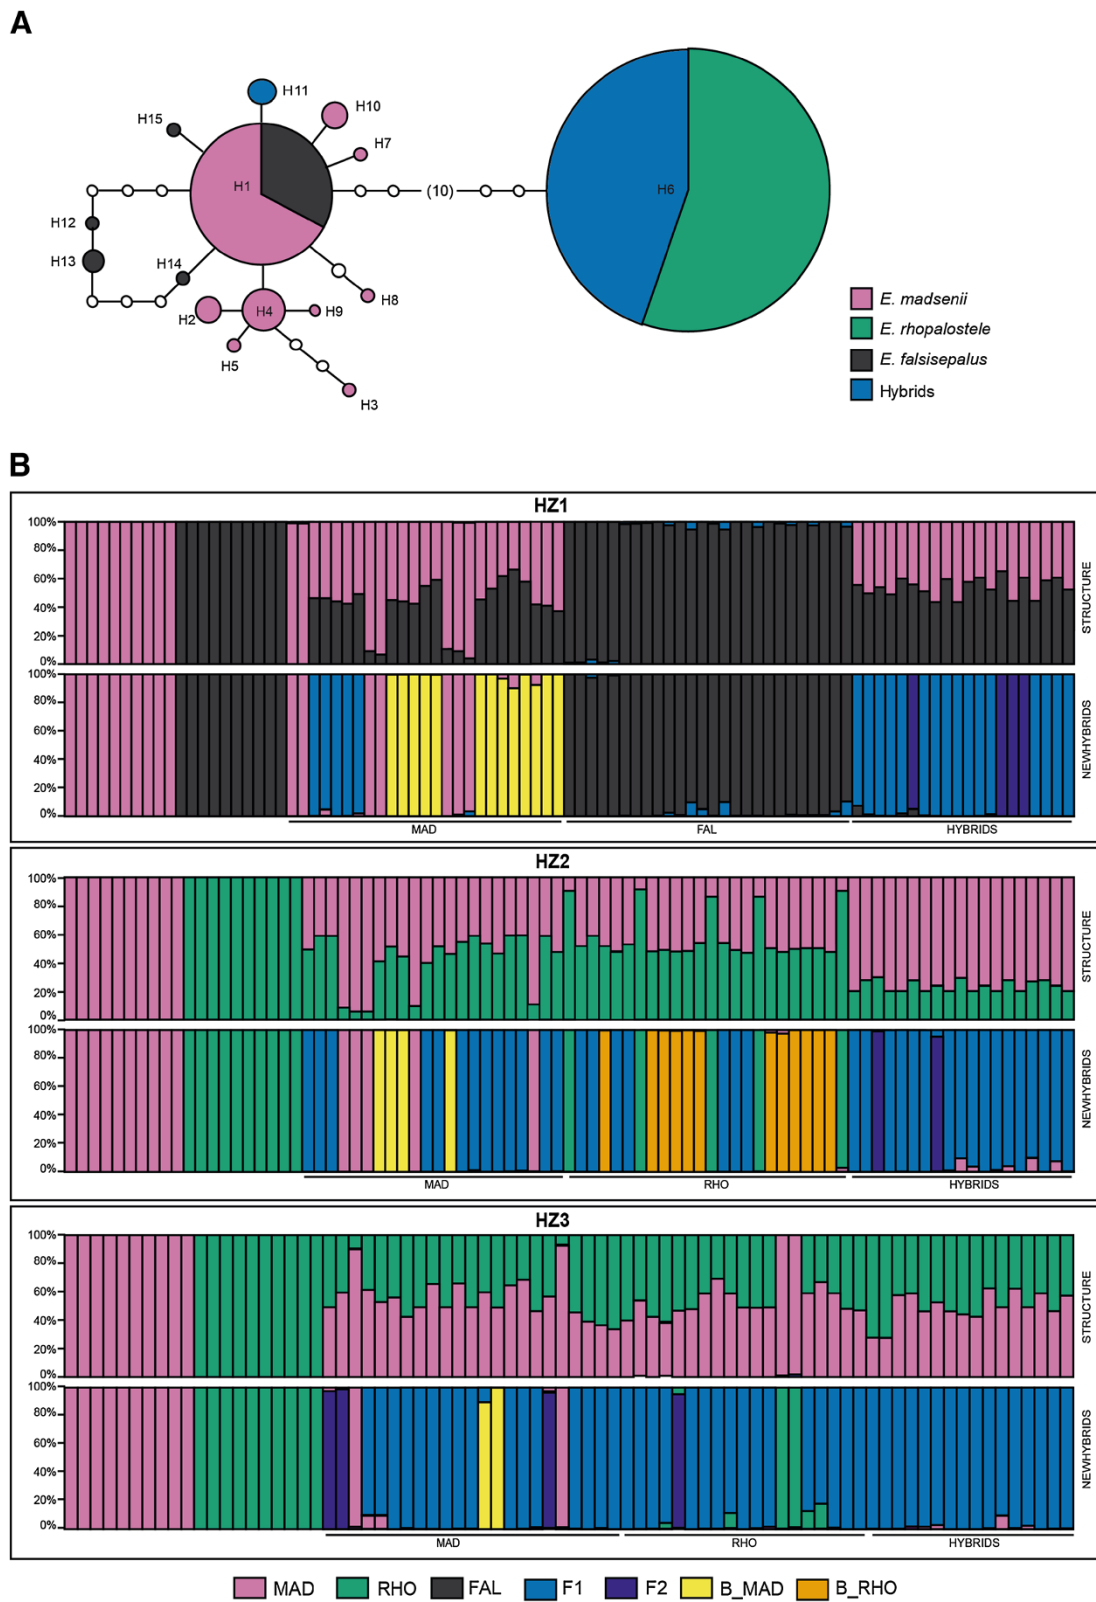 A
H11
H10
H15
H7
H1
H6
(10)
H12
H13
H14
H8
H2
H4
H9
H5
H3
E. madsenii
E. rhopalostele
E. falsisepalus
Hybrids
B
HZ1
100%
80%
60%
40%
20%
0%
STRUCTURE
100%
80%
60%
40%
20%
0%
NEWHYBRIDS
MAD FAL HYBRIDS
HZ2
100%
80%
60%
40%
20%
0%
STRUCTURE
100%
80%
60%
40%
20%
0%
NEWHYBRIDS
MAD RHO HYBRIDS
HZ3
100%
80%
60%
40%
20%
0%
STRUCTURE
100%
80%
60%
40%
20%
0%
NEWHYBRIDS
MAD RHO HYBRIDS
MAD RHO FAL F1 F2 B_MAD B_RHO